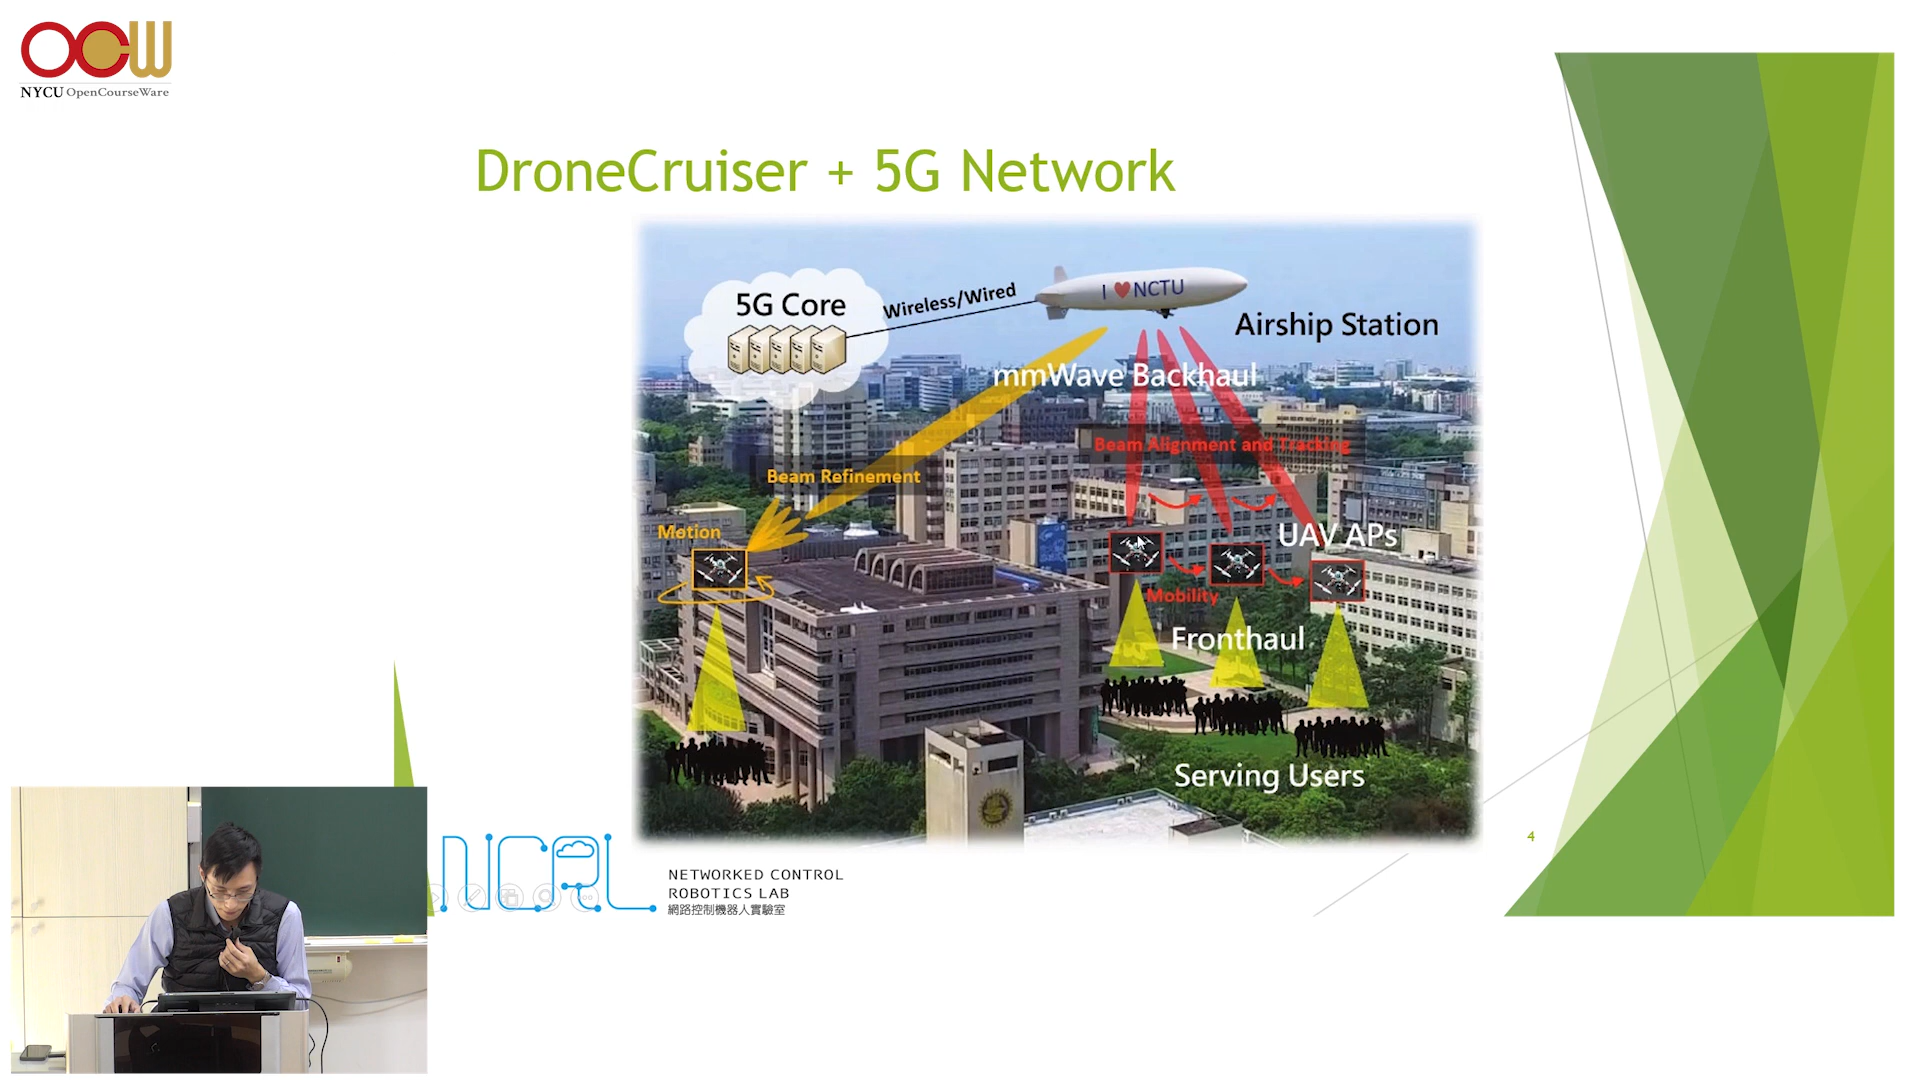 OCW
NYCU OpenCourseWare
DroneCruiser + 5G Network
5G Core
Wireless/Wired
I ❤ NCTU
Airship Station
mmWave Backhaul
Beam Alignment and Tracking
Beam Refinement
Motion
UAV APs
Mobility
Fronthaul
Serving Users
4
NCRL
NETWORKED CONTROL
ROBOTICS LAB
網路控制機器人實驗室